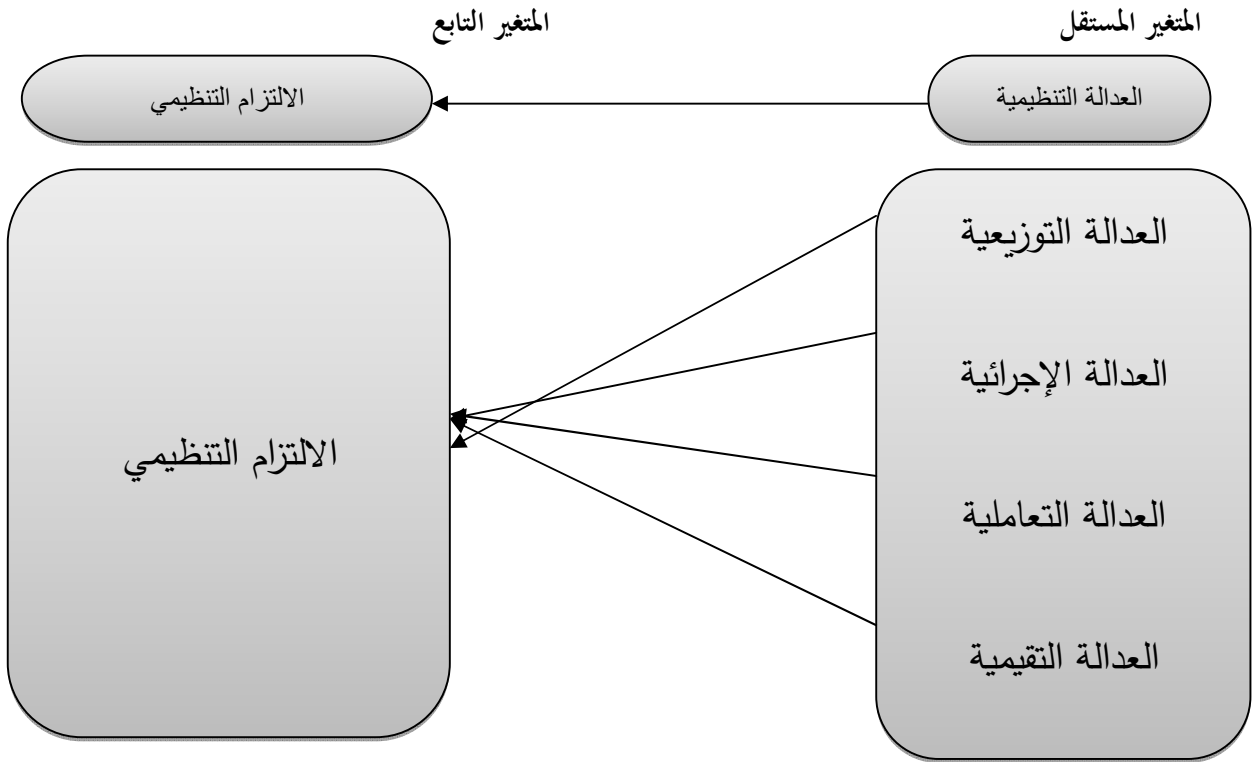 المتغير المستقل
المتغير التابع
العدالة التنظيمية
الالتزام التنظيمي
العدالة التوزيعية
العدالة الإجرائية
العدالة التعاملية
العدالة التقيمية
الالتزام التنظيمي